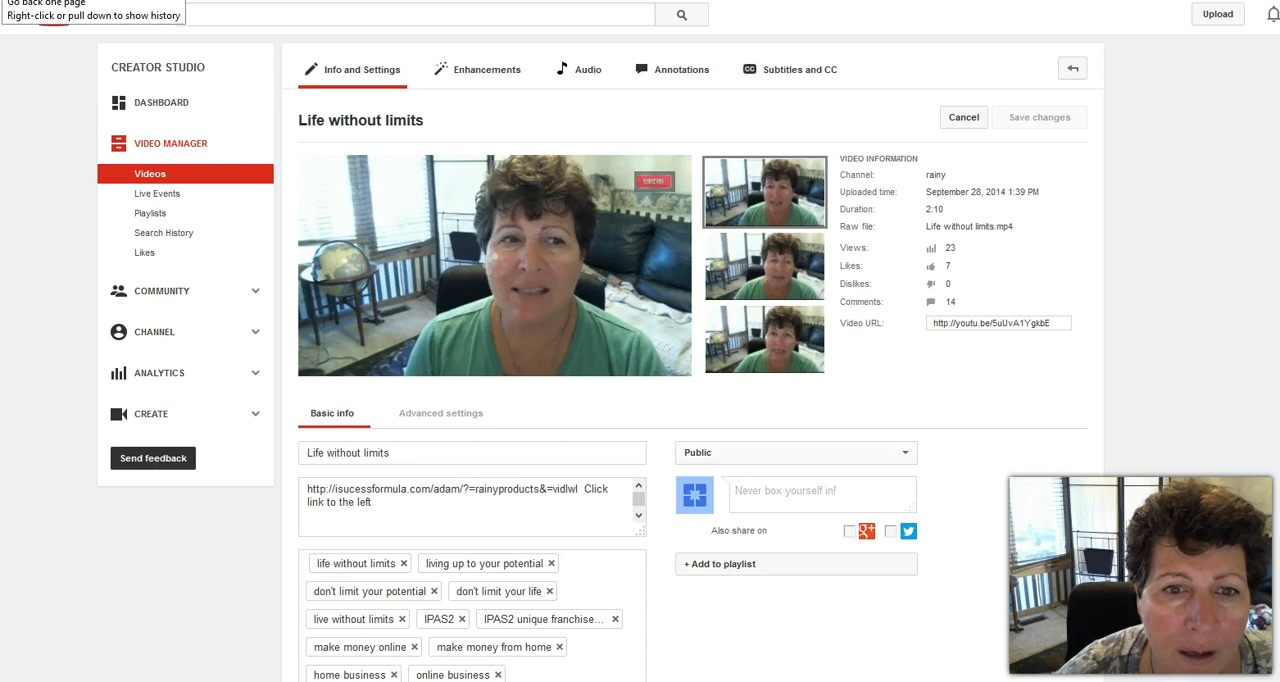 Go back one page
Right-click or pull down to show history
Upload
CREATOR STUDIO
DASHBOARD
VIDEO MANAGER
Videos
Live Events
Playlists
Search History
Likes
COMMUNITY
CHANNEL
ANALYTICS
CREATE
Send feedback
Info and Settings
Enhancements
Audio
Annotations
CC Subtitles and CC
Life without limits
Cancel
Save changes
SUBSCRIBE
VIDEO INFORMATION
Channel: rainy
Uploaded time: September 28, 2014 1:39 PM
Duration: 2:10
Raw file: Life without limits.mp4
Views: 23
Likes: 7
Dislikes: 0
Comments: 14
Video URL: http://youtu.be/5uUvA1YgkbE
Basic info
Advanced settings
Life without limits
http://isucessformula.com/adam/?=rainyproducts&=vidlwl Click
link to the left
life without limits × living up to your potential ×
don't limit your potential × don't limit your life ×
live without limits × IPAS2 × IPAS2 unique franchise... ×
make money online × make money from home ×
home business × online business ×
Public
Never box yourself in!
Also share on
g+
+ Add to playlist